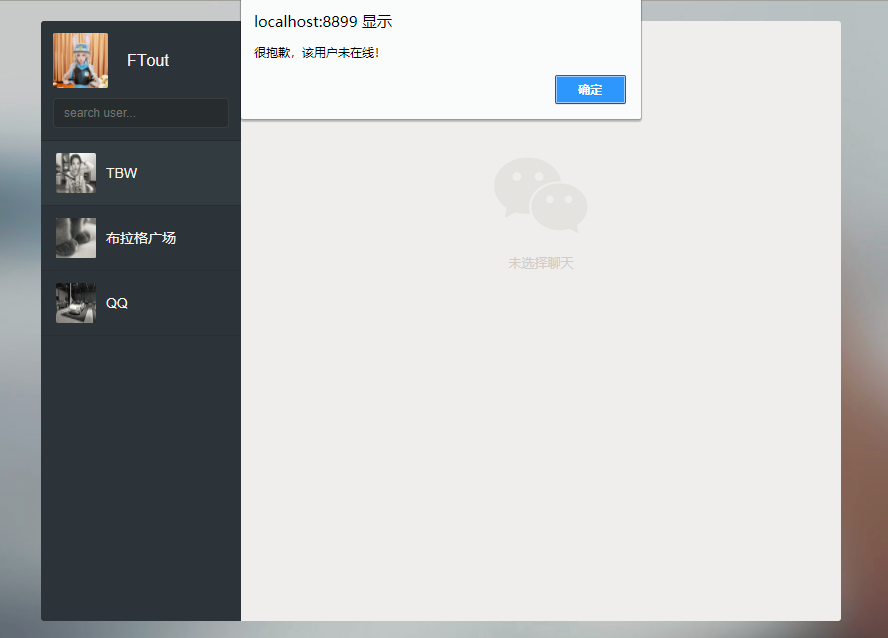 localhost:8899 显示
很抱歉，该用户未在线！
确定
FTout
search user...
TBW
布拉格广场
QQ
未选择聊天